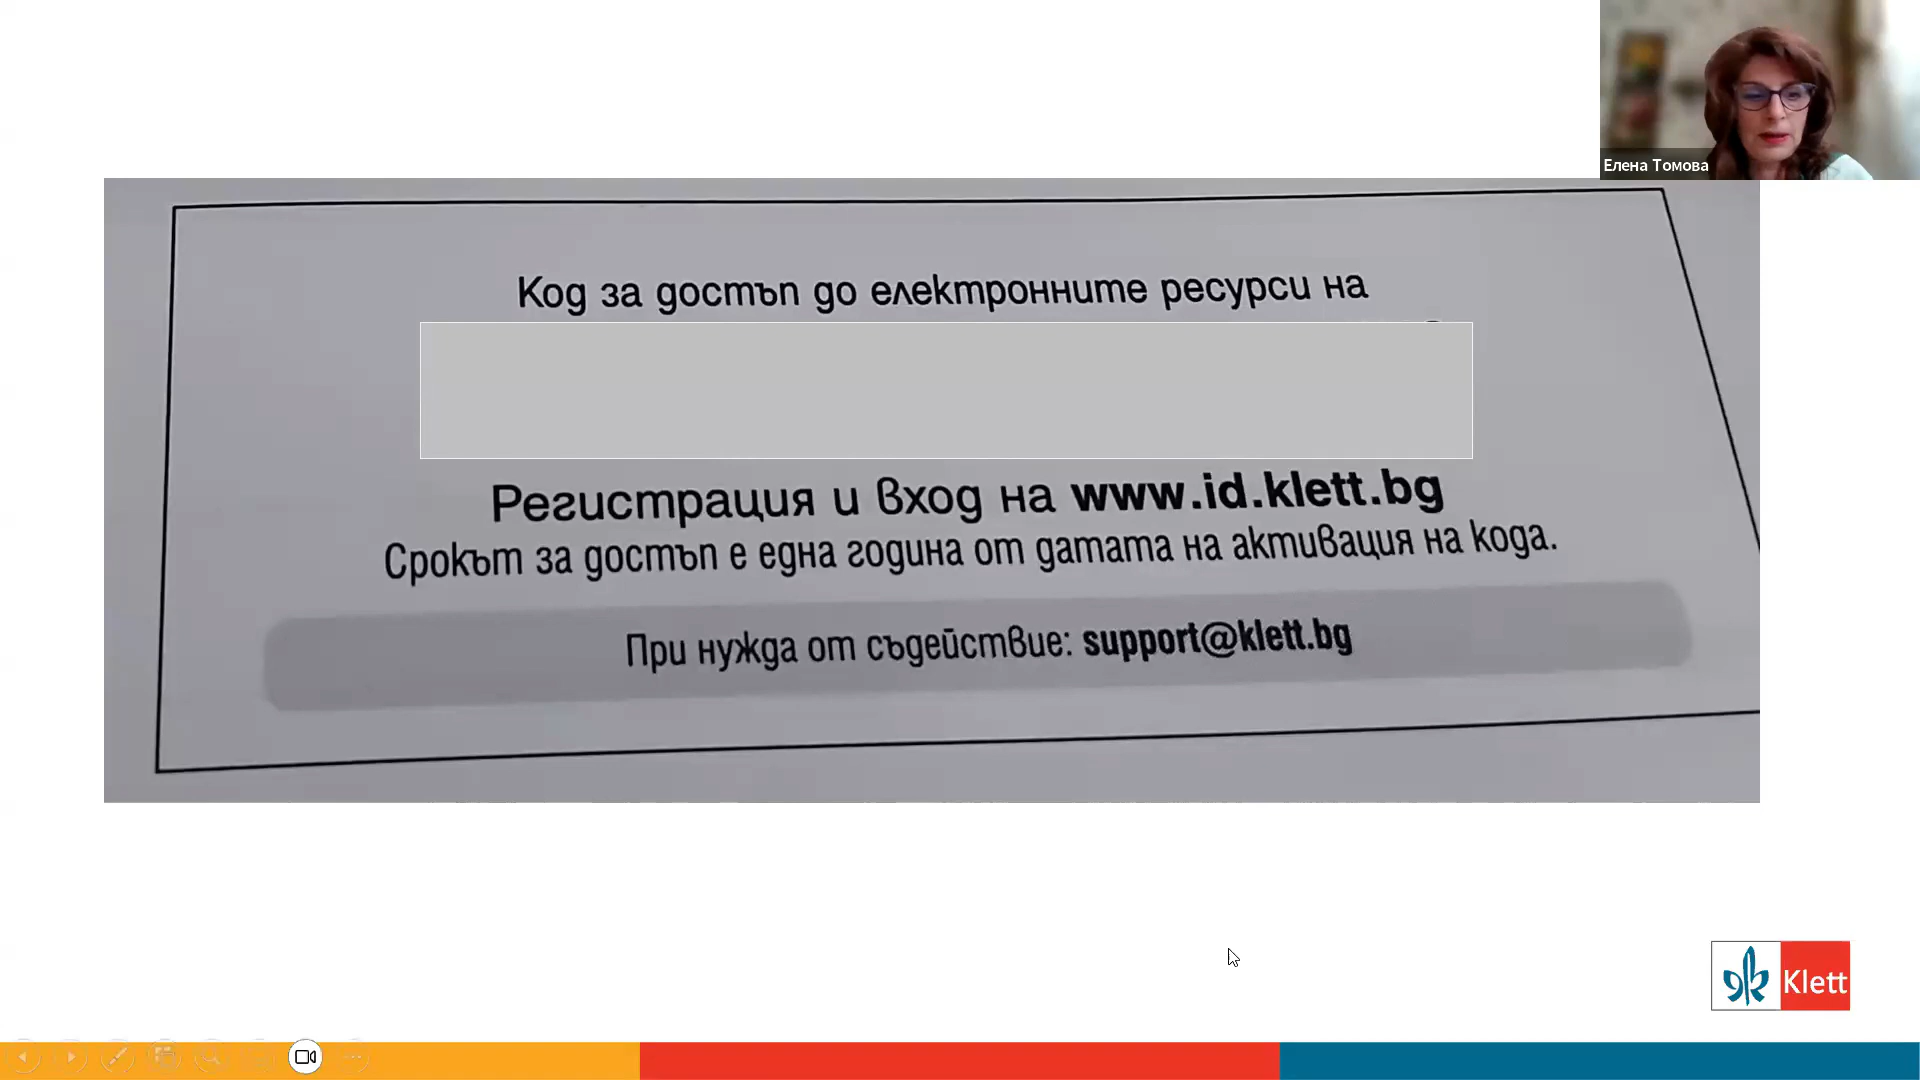 Елена Томова
Код за достъп до електронните ресурси на
Регистрация и вход на www.id.klett.bg
Срокът за достъп е една година от датата на активация на кода.
При нужда от съдействие: support@klett.bg
Klett